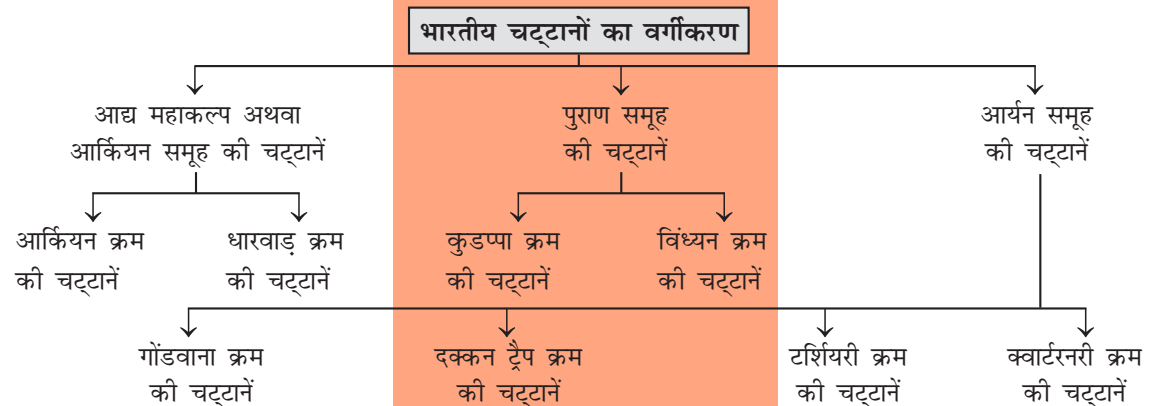 भारतीय चट्टानों का वर्गीकरण
आद्य महाकल्प अथवा
आर्कियन समूह की चट्टानें
पुराण समूह
की चट्टानें
आर्यन समूह
की चट्टानें
आर्कियन क्रम
की चट्टानें
धारवाड़ क्रम
की चट्टानें
कुडप्पा क्रम
की चट्टानें
विंध्यन क्रम
की चट्टानें
गोंडवाना क्रम
की चट्टानें
दक्कन ट्रैप क्रम
की चट्टानें
टर्शियरी क्रम
की चट्टानें
क्वार्टरनरी क्रम
की चट्टानें